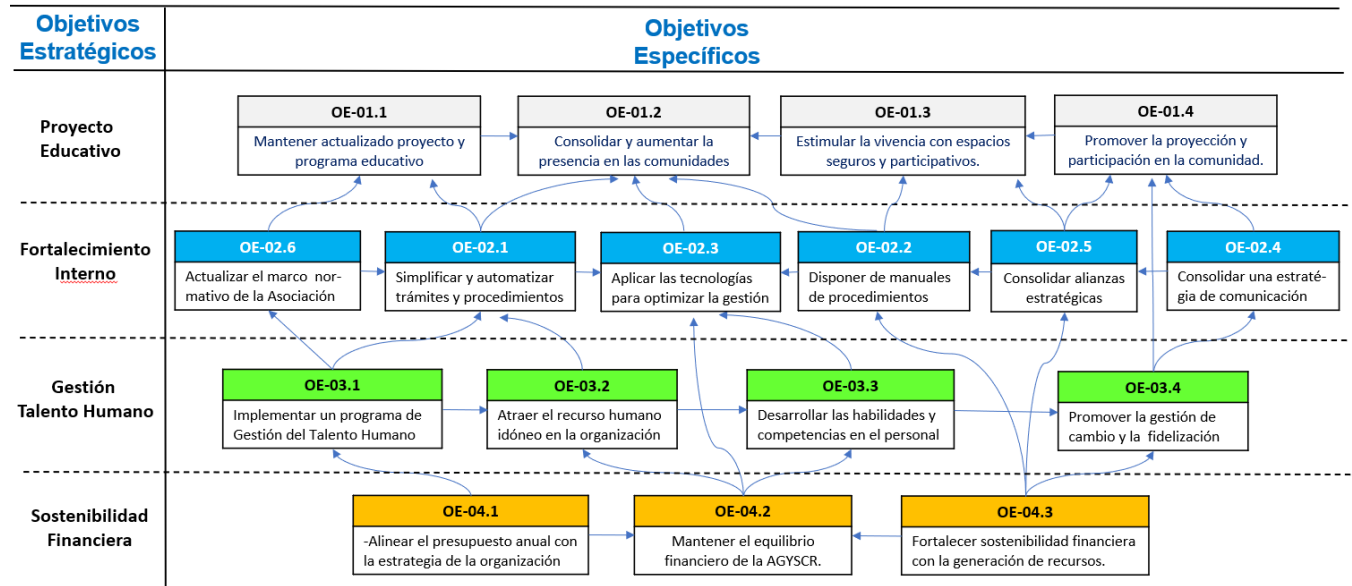 Objetivos
Estratégicos
Objetivos
Específicos
Proyecto
Educativo
OE-01.1
Mantener actualizado proyecto y
programa educativo
OE-01.2
Consolidar y aumentar la
presencia en las comunidades
OE-01.3
Estimular la vivencia con espacios
seguros y participativos.
OE-01.4
Promover la proyección y
participación en la comunidad.
Fortalecimiento
Interno
OE-02.6
Actualizar el marco nor-
mativo de la Asociación
OE-02.1
Simplificar y automatizar
trámites y procedimientos
OE-02.3
Aplicar las tecnologías
para optimizar la gestión
OE-02.2
Disponer de manuales
de procedimientos
OE-02.5
Consolidar alianzas
estratégicas
OE-02.4
Consolidar una estraté-
gia de comunicación
Gestión
Talento Humano
OE-03.1
Implementar un programa de
Gestión del Talento Humano
OE-03.2
Atraer el recurso humano
idóneo en la organización
OE-03.3
Desarrollar las habilidades y
competencias en el personal
OE-03.4
Promover la gestión de
cambio y la fidelización
Sostenibilidad
Financiera
OE-04.1
-Alinear el presupuesto anual con
la estrategia de la organización
OE-04.2
Mantener el equilibrio
financiero de la AGYSCR.
OE-04.3
Fortalecer sostenibilidad financiera
con la generación de recursos.